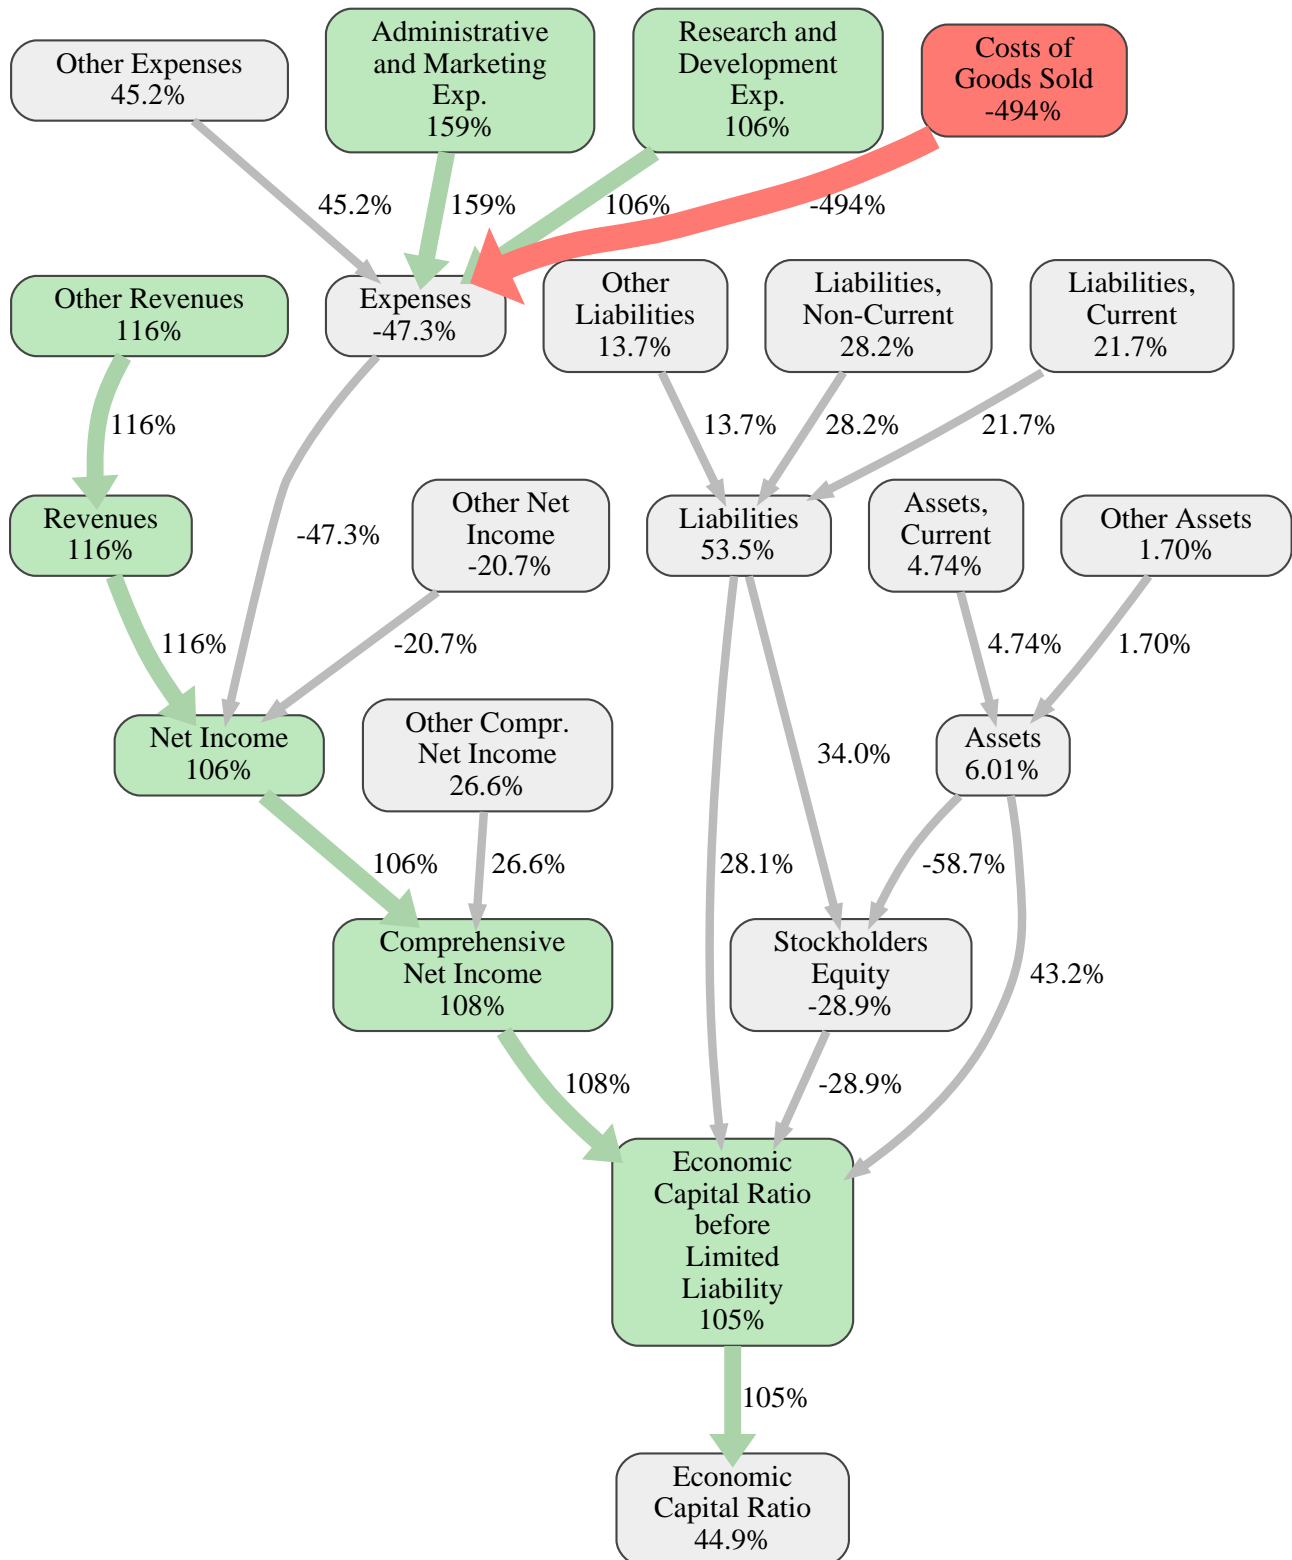 Other Expenses
45.2%
Administrative
and Marketing
Exp.
159%
Research and
Development
Exp.
106%
Costs of
Goods Sold
-494%
45.2%
159%
106%
-494%
Other Revenues
116%
Expenses
-47.3%
Other
Liabilities
13.7%
Liabilities,
Non-Current
28.2%
Liabilities,
Current
21.7%
116%
13.7%
28.2%
21.7%
Revenues
116%
-47.3%
Other Net
Income
-20.7%
Liabilities
53.5%
Assets,
Current
4.74%
Other Assets
1.70%
116%
-20.7%
4.74%
1.70%
Net Income
106%
Other Compr.
Net Income
26.6%
34.0%
Assets
6.01%
106%
26.6%
28.1%
-58.7%
Comprehensive
Net Income
108%
Stockholders
Equity
-28.9%
43.2%
108%
-28.9%
Economic
Capital Ratio
before
Limited
Liability
105%
105%
Economic
Capital Ratio
44.9%